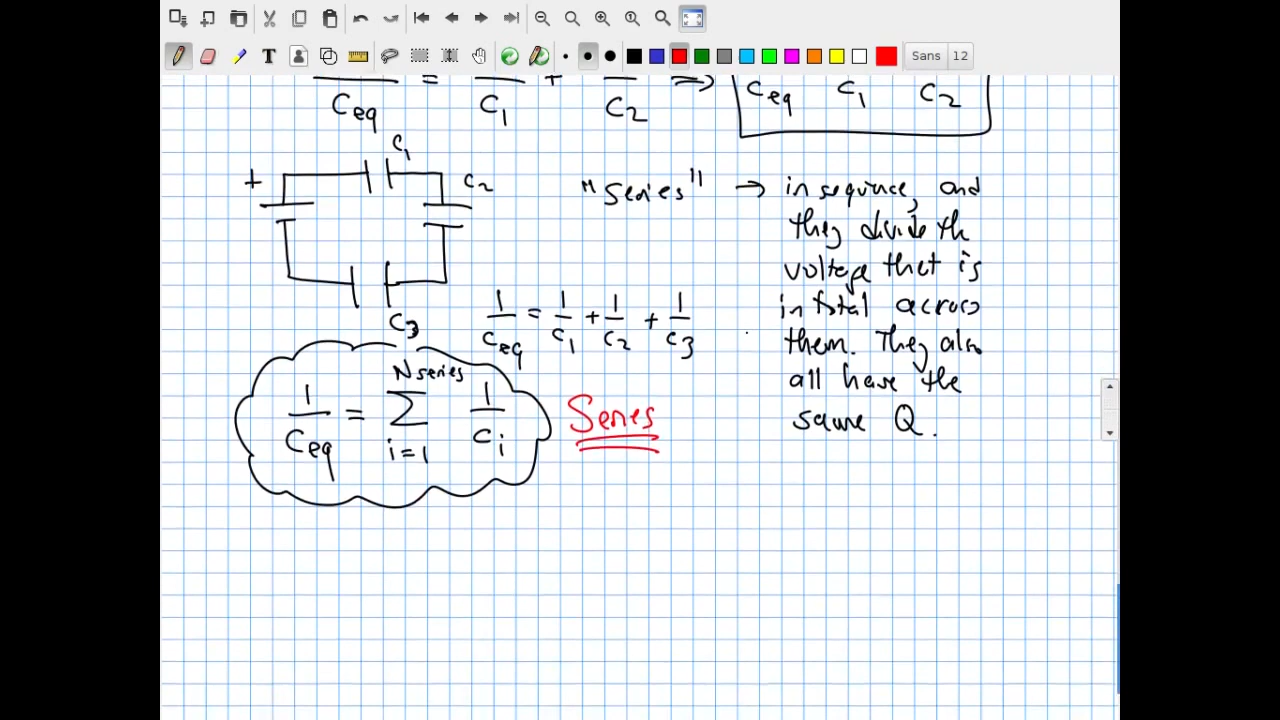 Sans 12
Ceq = C1 + C2 ⇒ Ceq C1 C2
C1
+
C2
C3
"Series" → in sequence, and
they divide the
voltage that is
in total across
them. They also
all have the
same Q.
1/Ceq = 1/C1 + 1/C2 + 1/C3
1/Ceq = Σ i=1 Nseries 1/Ci
Series